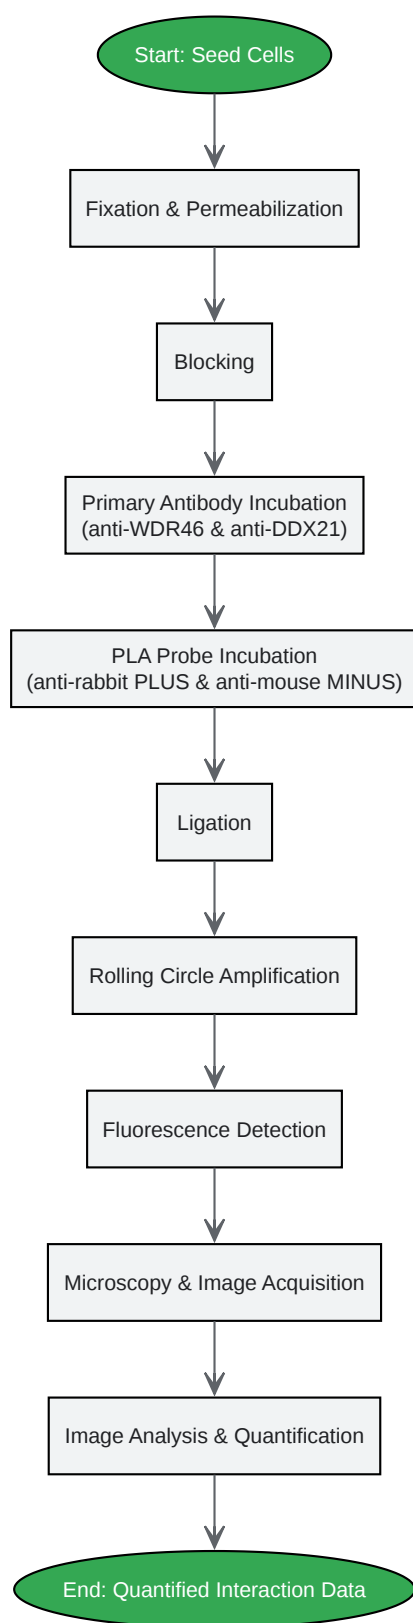 Start: Seed Cells
Fixation & Permeabilization
Blocking
Primary Antibody Incubation
(anti-WDR46 & anti-DDX21)
PLA Probe Incubation
(anti-rabbit PLUS & anti-mouse MINUS)
Ligation
Rolling Circle Amplification
Fluorescence Detection
Microscopy & Image Acquisition
Image Analysis & Quantification
End: Quantified Interaction Data